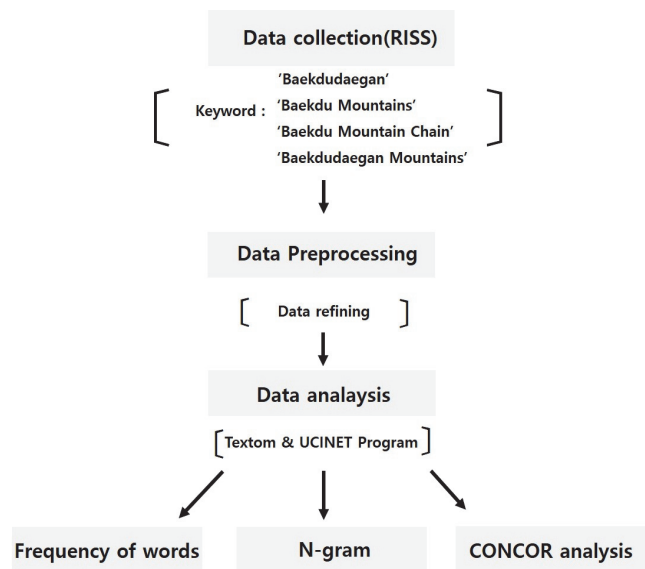 Data collection(RISS)
'Baekdudaegan'
'Baekdu Mountains'
Keyword :
'Baekdu Mountain Chain'
'Baekdudaegan Mountains'
Data Preprocessing
Data refining
Data analaysis
Textom & UCINET Program
Frequency of words
N-gram
CONCOR analysis